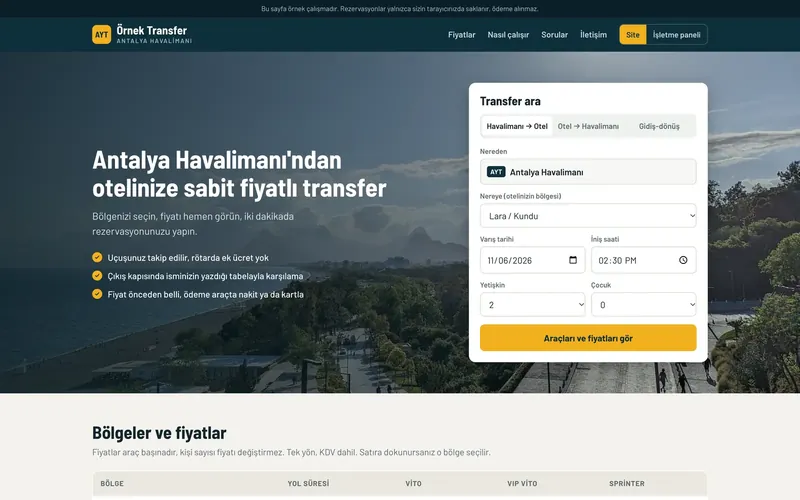 Bu sayfa örnek çalışmadır. Rezervasyonlar yalnızca sizin tarayıcınızda saklanır, ödeme alınmaz.
AYT
Örnek Transfer
ANTALYA HAVALİMANI
Fiyatlar
Nasıl çalışır
Sorular
İletişim
Site
İşletme paneli
Antalya Havalimanı'ndan
otelinize sabit fiyatlı transfer
Bölgenizi seçin, fiyatı hemen görün, iki dakikada
rezervasyonunuzu yapın.
Uçuşunuz takip edilir, rötarda ek ücret yok
Çıkış kapısında isminizin yazdığı tabelayla karşılama
Fiyat önceden belli, ödeme araçta nakit ya da kartla
Transfer ara
Havalimanı → Otel
Otel → Havalimanı
Gidiş-dönüş
Nereden
AYT Antalya Havalimanı
Nereye (otelinizin bölgesi)
Lara / Kundu
Varış tarihi
İniş saati
11/06/2026
02:30 PM
Yetişkin
Çocuk
2
0
Araçları ve fiyatları gör
Bölgeler ve fiyatlar
Fiyatlar araç başınadır, kişi sayısı fiyatı değiştirmez. Tek yön, KDV dahil. Satıra dokunursanız o bölge seçilir.
BÖLGE
YOL SÜRESİ
VİTO
VIP VİTO
SPRINTER